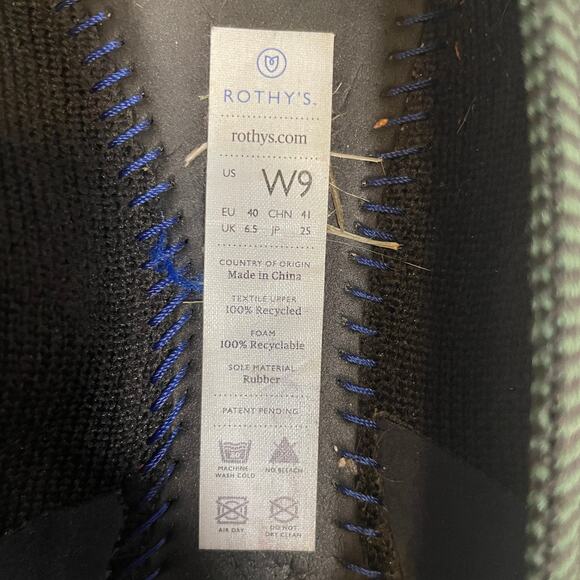 ROTHY'S
rothys.com
US W9
EU 40 CHN 41
UK 6.5 JP 25
COUNTRY OF ORIGIN
Made in China
TEXTILE UPPER
100% Recycled
FOAM
100% Recyclable
SOLE MATERIAL
Rubber
PATENT PENDING
MACHINE WASH COLD
NO BLEACH
AIR DRY
DO NOT DRY CLEAN